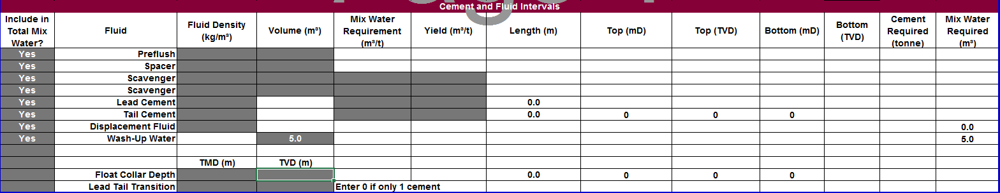 Cement and Fluid Intervals
Include in Total Mix Water? Fluid Fluid Density (kg/m³) Volume (m³) Mix Water Requirement (m³/t) Yield (m³/t) Length (m) Top (mD) Top (TVD) Bottom (mD) Bottom (TVD) Cement Required (tonne) Mix Water Required (m³)
Yes Preflush
Yes Spacer
Yes Scavenger
Yes Scavenger
Yes Lead Cement 0.0
Yes Tail Cement 0.0 0 0 0
Yes Displacement Fluid 0.0
Yes Wash-Up Water 5.0 5.0
TMD (m) TVD (m)
Float Collar Depth 0.0 0 0 0
Lead Tail Transition Enter 0 if only 1 cement